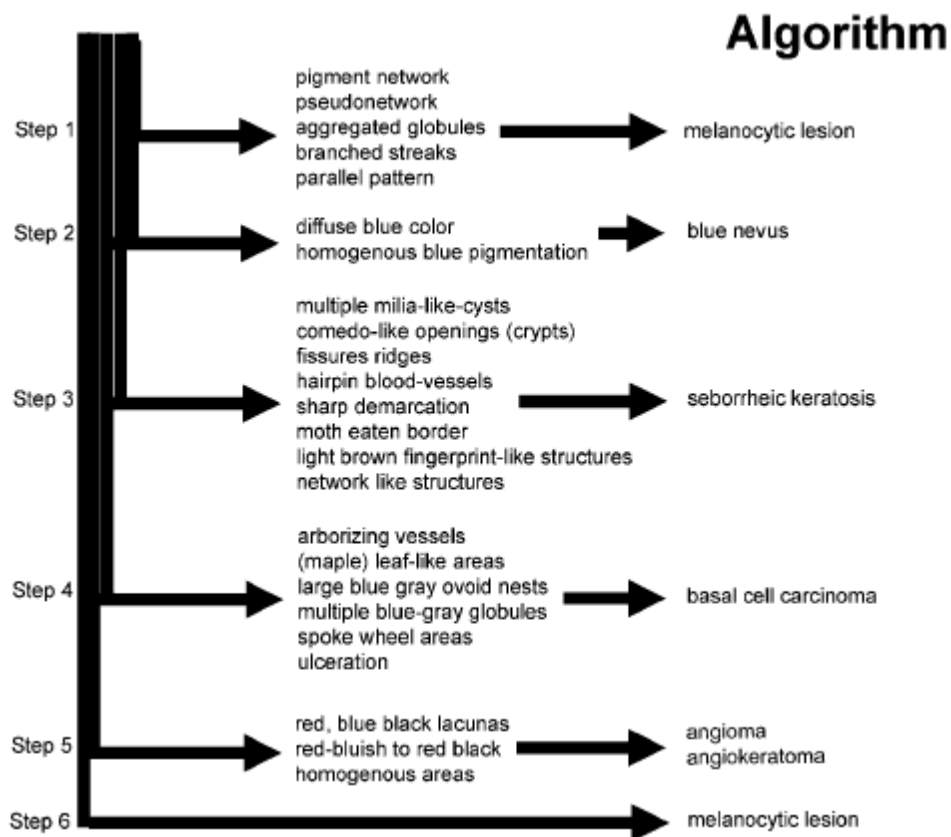 Algorithm
Step 1
pigment network
pseudonetwork
aggregated globules
branched streaks
parallel pattern
melanocytic lesion
Step 2
diffuse blue color
homogenous blue pigmentation
blue nevus
Step 3
multiple milia-like-cysts
comedo-like openings (crypts)
fissures ridges
hairpin blood-vessels
sharp demarcation
moth eaten border
light brown fingerprint-like structures
network like structures
seborrheic keratosis
Step 4
arborizing vessels
(maple) leaf-like areas
large blue gray ovoid nests
multiple blue-gray globules
spoke wheel areas
ulceration
basal cell carcinoma
Step 5
red, blue black lacunas
red-bluish to red black
homogenous areas
angioma
angiokeratoma
Step 6
melanocytic lesion